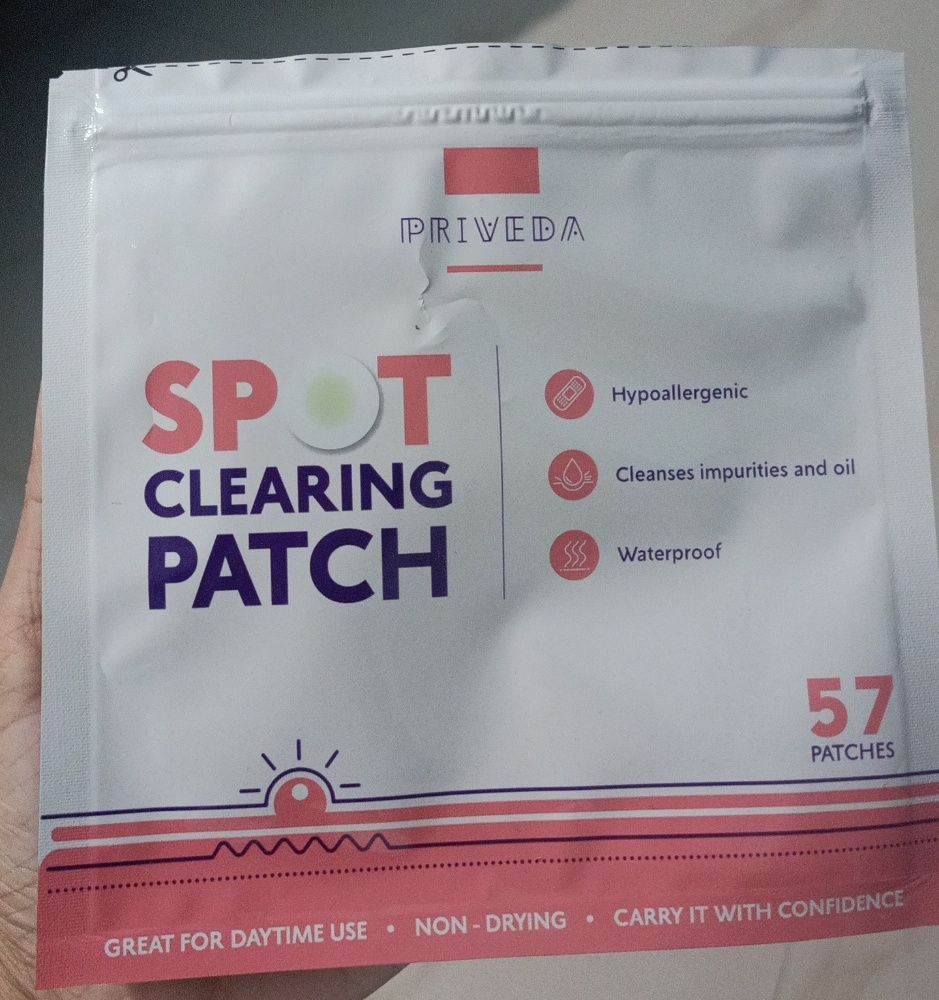 PRIVEDA
SPOT
CLEARING
PATCH
Hypoallergenic
Cleanses impurities and oil
Waterproof
57
PATCHES
GREAT FOR DAYTIME USE • NON - DRYING • CARRY IT WITH CONFIDENCE